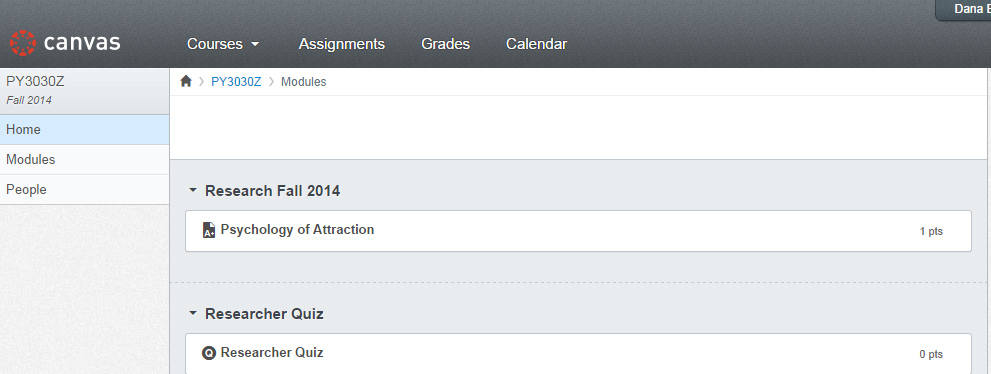 Dana
canvas
Courses
Assignments
Grades
Calendar
PY3030Z
Fall 2014
Home
Modules
People
PY3030Z
Modules
Research Fall 2014
A+ Psychology of Attraction
1 pts
Researcher Quiz
Q Researcher Quiz
0 pts